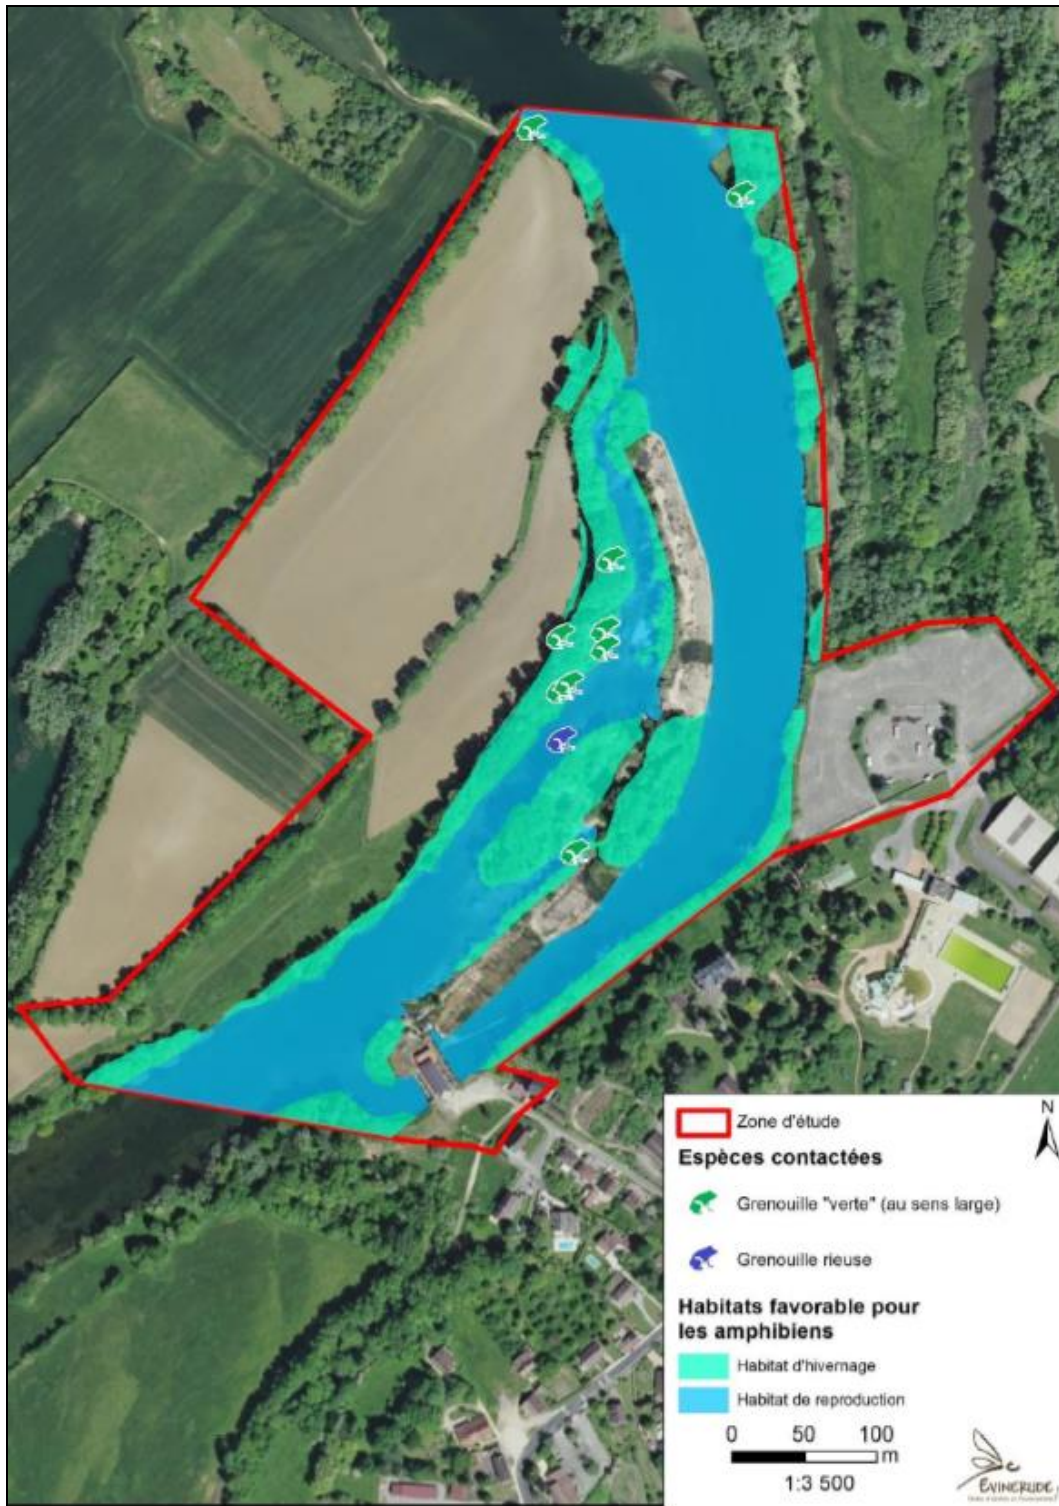 Zone d'étude
N
Espèces contactées
Grenouille "verte" (au sens large)
Grenouille rieuse
Habitats favorable pour
les amphibiens
Habitat d'hivernage
Habitat de reproduction
0 50 100
m
1:3 500
EVINERUDE